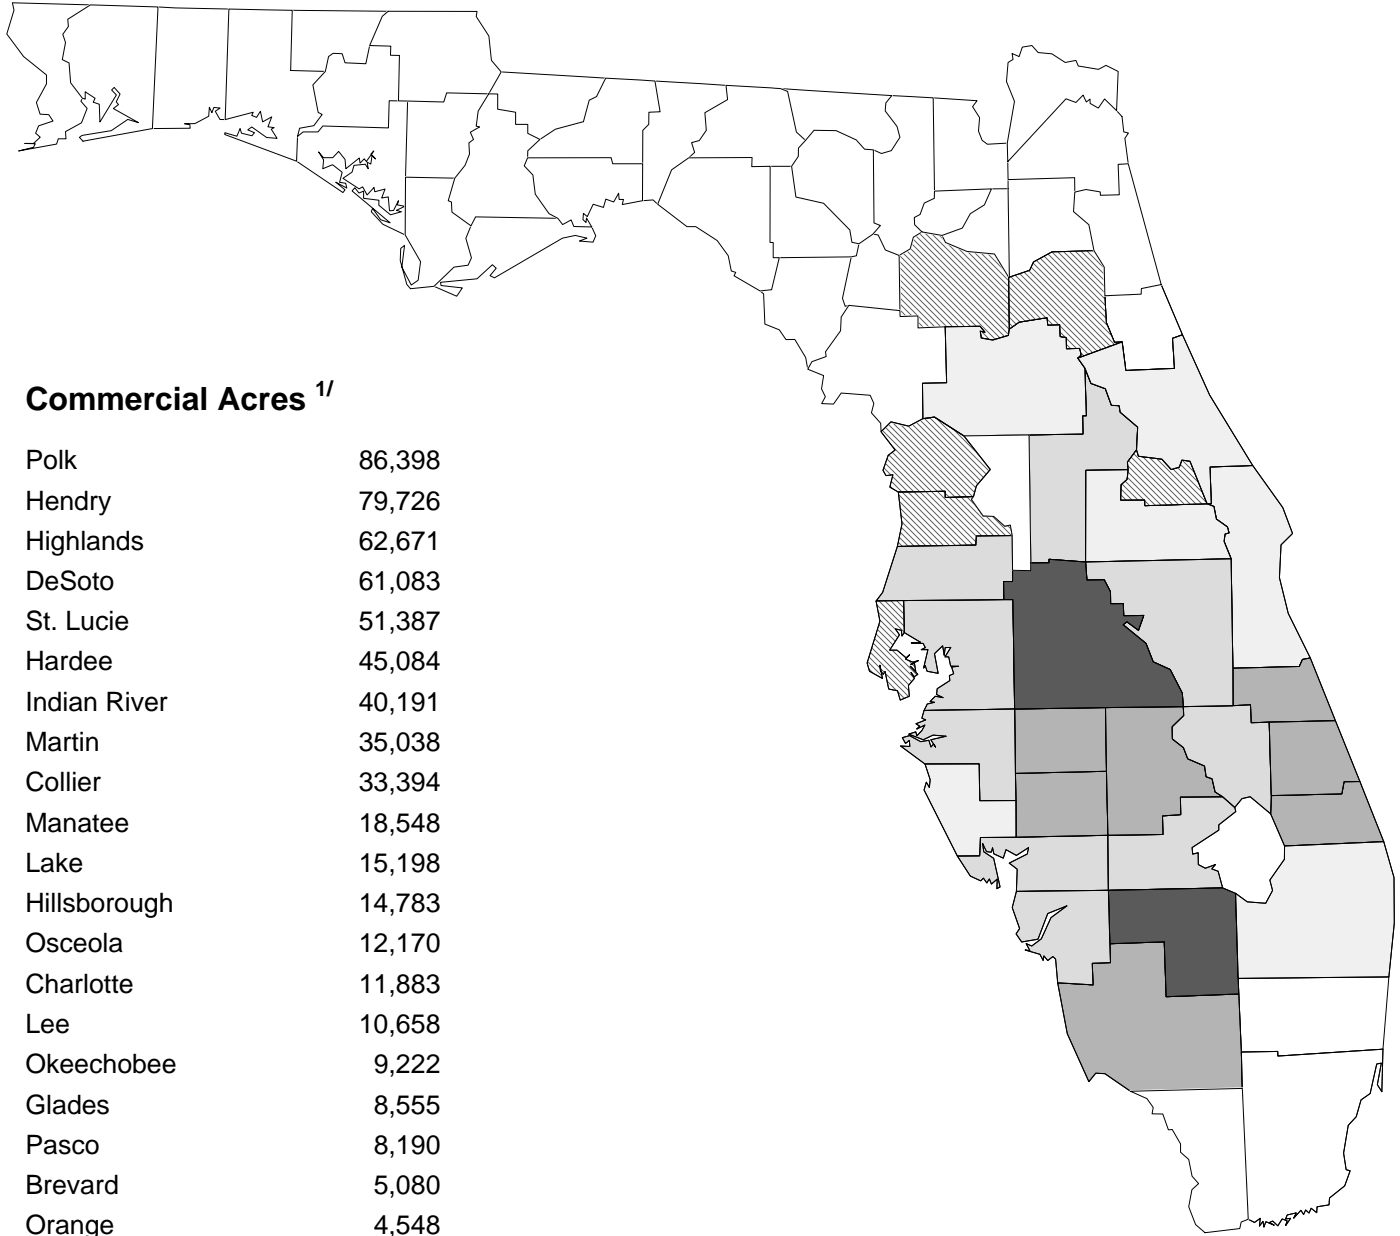 Commercial Acres 1/
Polk 86,398
Hendry 79,726
Highlands 62,671
DeSoto 61,083
St. Lucie 51,387
Hardee 45,084
Indian River 40,191
Martin 35,038
Collier 33,394
Manatee 18,548
Lake 15,198
Hillsborough 14,783
Osceola 12,170
Charlotte 11,883
Lee 10,658
Okeechobee 9,222
Glades 8,555
Pasco 8,190
Brevard 5,080
Orange 4,548